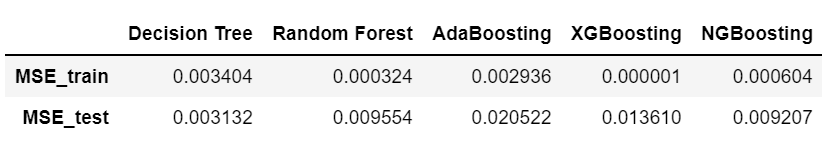 Decision Tree Random Forest AdaBoosting XGBoosting NGBoosting
MSE_train 0.003404 0.000324 0.002936 0.000001 0.000604
MSE_test 0.003132 0.009554 0.020522 0.013610 0.009207